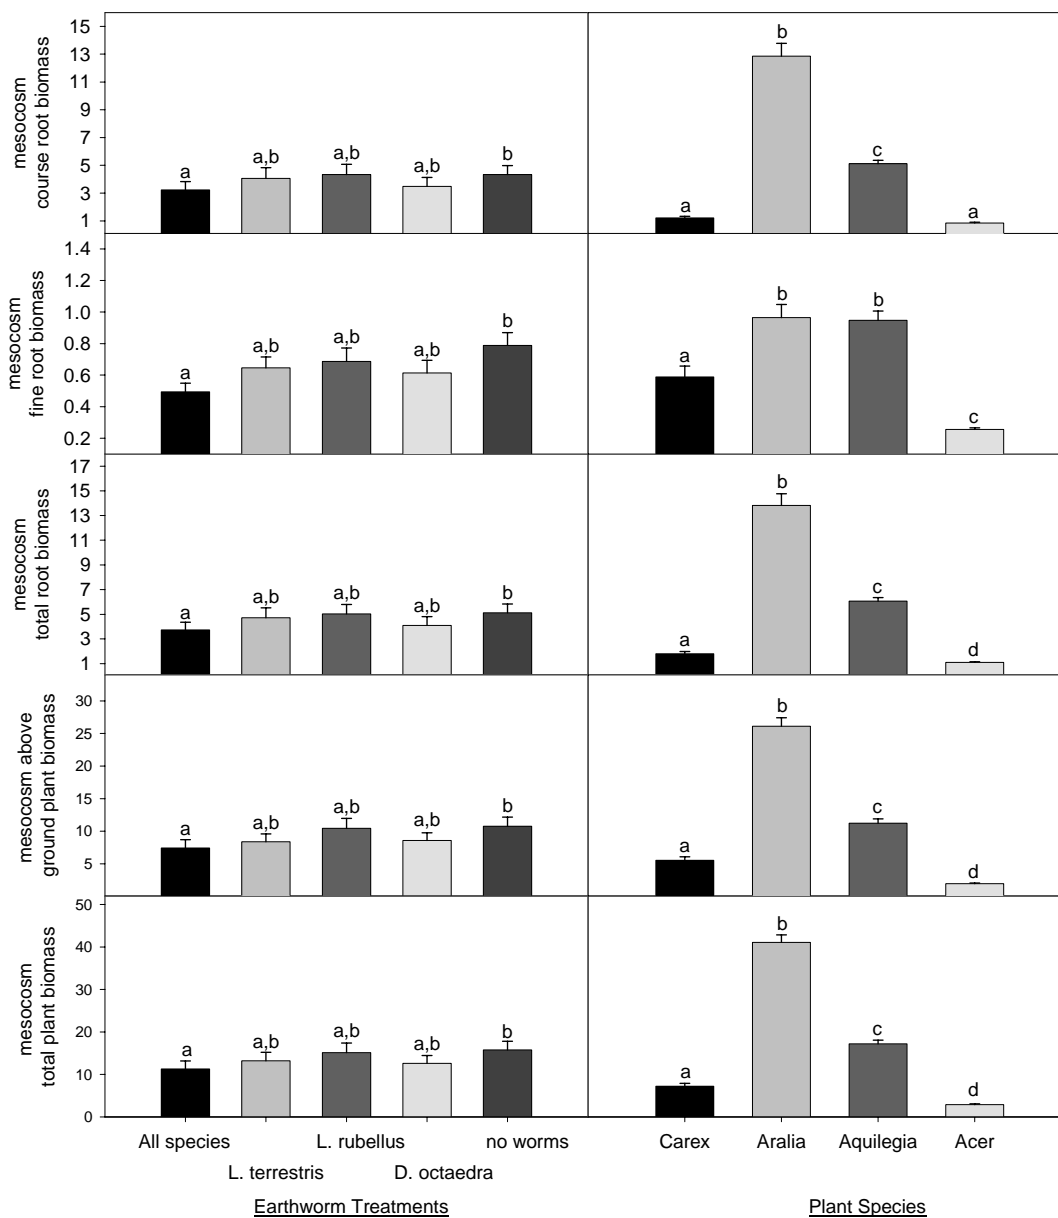 mesocosm
course root biomass
15
13
11
9
7
5
3
1
a
a,b
a,b
a,b
b
a
b
c
a
mesocosm
fine root biomass
1.4
1.2
1.0
0.8
0.6
0.4
0.2
a
a,b
a,b
a,b
b
a
b
b
c
mesocosm
total root biomass
17
15
13
11
9
7
5
3
1
a
a,b
a,b
a,b
b
a
b
c
d
mesocosm above
ground plant biomass
30
25
20
15
10
5
a
a,b
a,b
a,b
b
a
b
c
d
mesocosm
total plant biomass
50
40
30
20
10
0
a
a,b
a,b
a,b
b
a
b
c
d
All species L. rubellus no worms Carex Aralia Aquilegia Acer
L. terrestris D. octaedra
Earthworm Treatments Plant Species